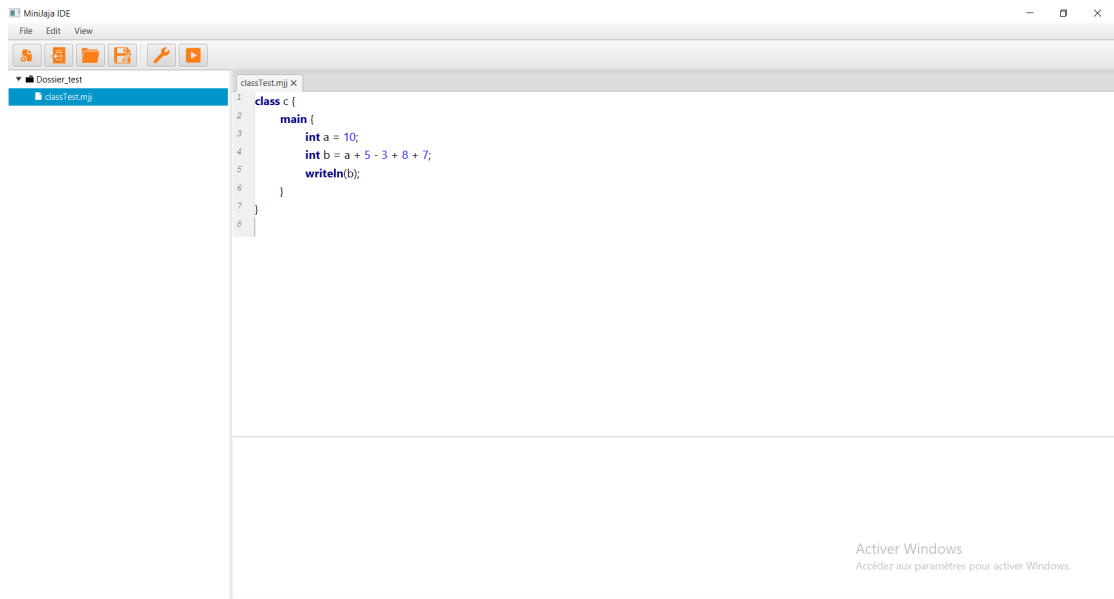 MiniJaja IDE
File Edit View
Dossier_test
classTest.mjj
classTest.mjj
1 class c {
2 main {
3 int a = 10;
4 int b = a + 5 - 3 + 8 + 7;
5 writeln(b);
6 }
7 }
8
Activer Windows
Accédez aux paramètres pour activer Windows.